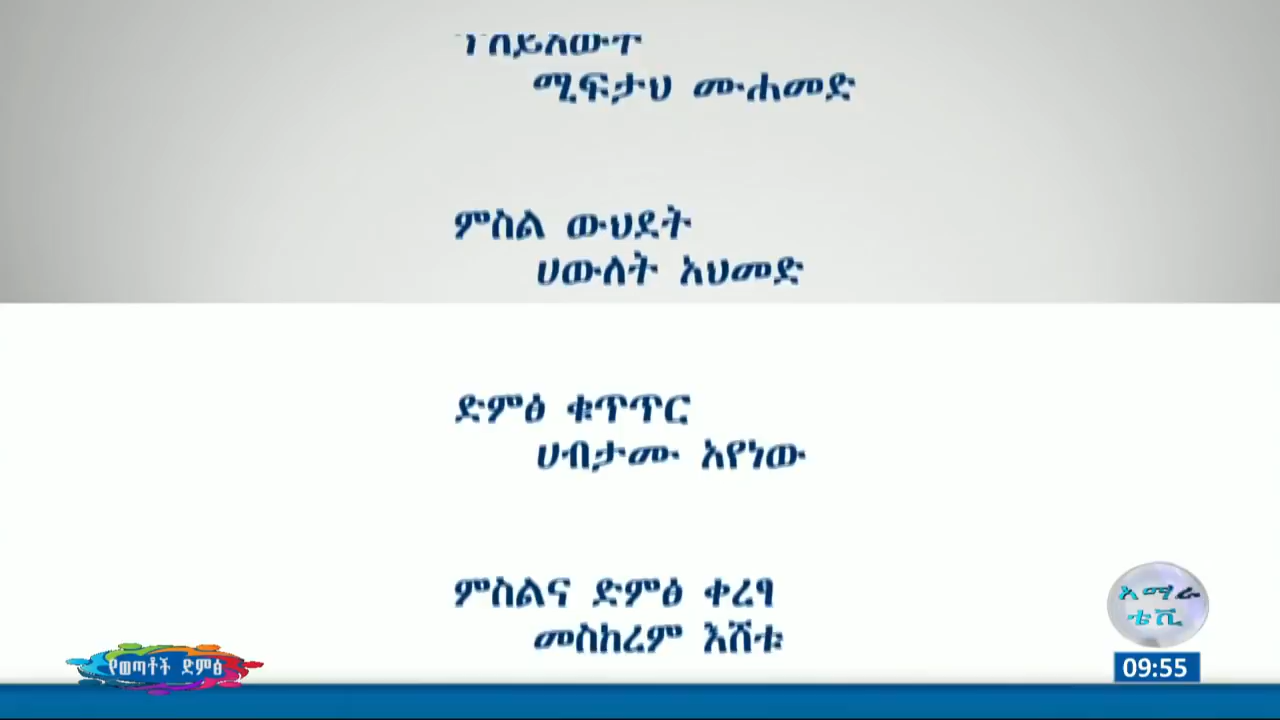 ሚፍታህ ሙሐመድ
ምስል ውህደት
ሀውለት አህመድ
ድምፅ ቁጥጥር
ሀብታሙ አየነው
ምስልና ድምፅ ቀረፃ
መስከረም እሸቱ
አማራ
ቴቪ
09:55
የወጣቶች ድምፅ